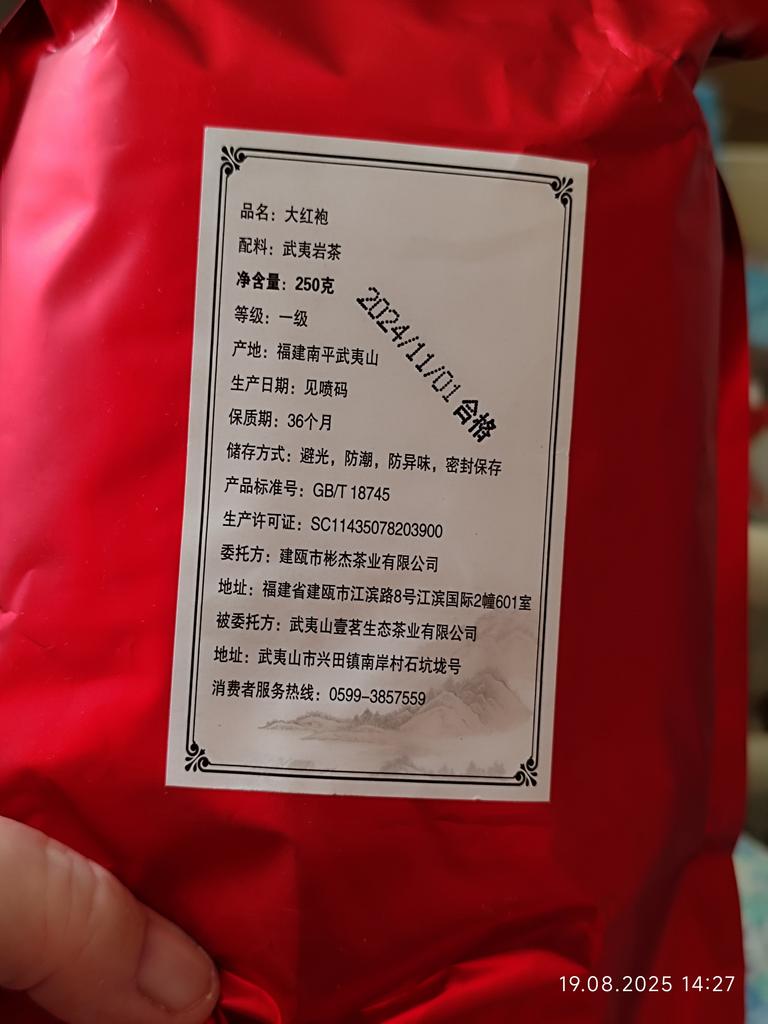 品名：大红袍
配料：武夷岩茶
净含量：250克
等级：一级
产地：福建南平武夷山
生产日期：见喷码
2024/11/01 合格
保质期：36个月
储存方式：避光，防潮，防异味，密封保存
产品标准号：GB/T 18745
生产许可证：SC11435078203900
委托方：建瓯市彬杰茶业有限公司
地址：福建省建瓯市江滨路8号江滨国际2幢601室
被委托方：武夷山壹茗生态茶业有限公司
地址：武夷山市兴田镇南岸村石坑垅号
消费者服务热线：0599-3857559
19.08.2025 14:27